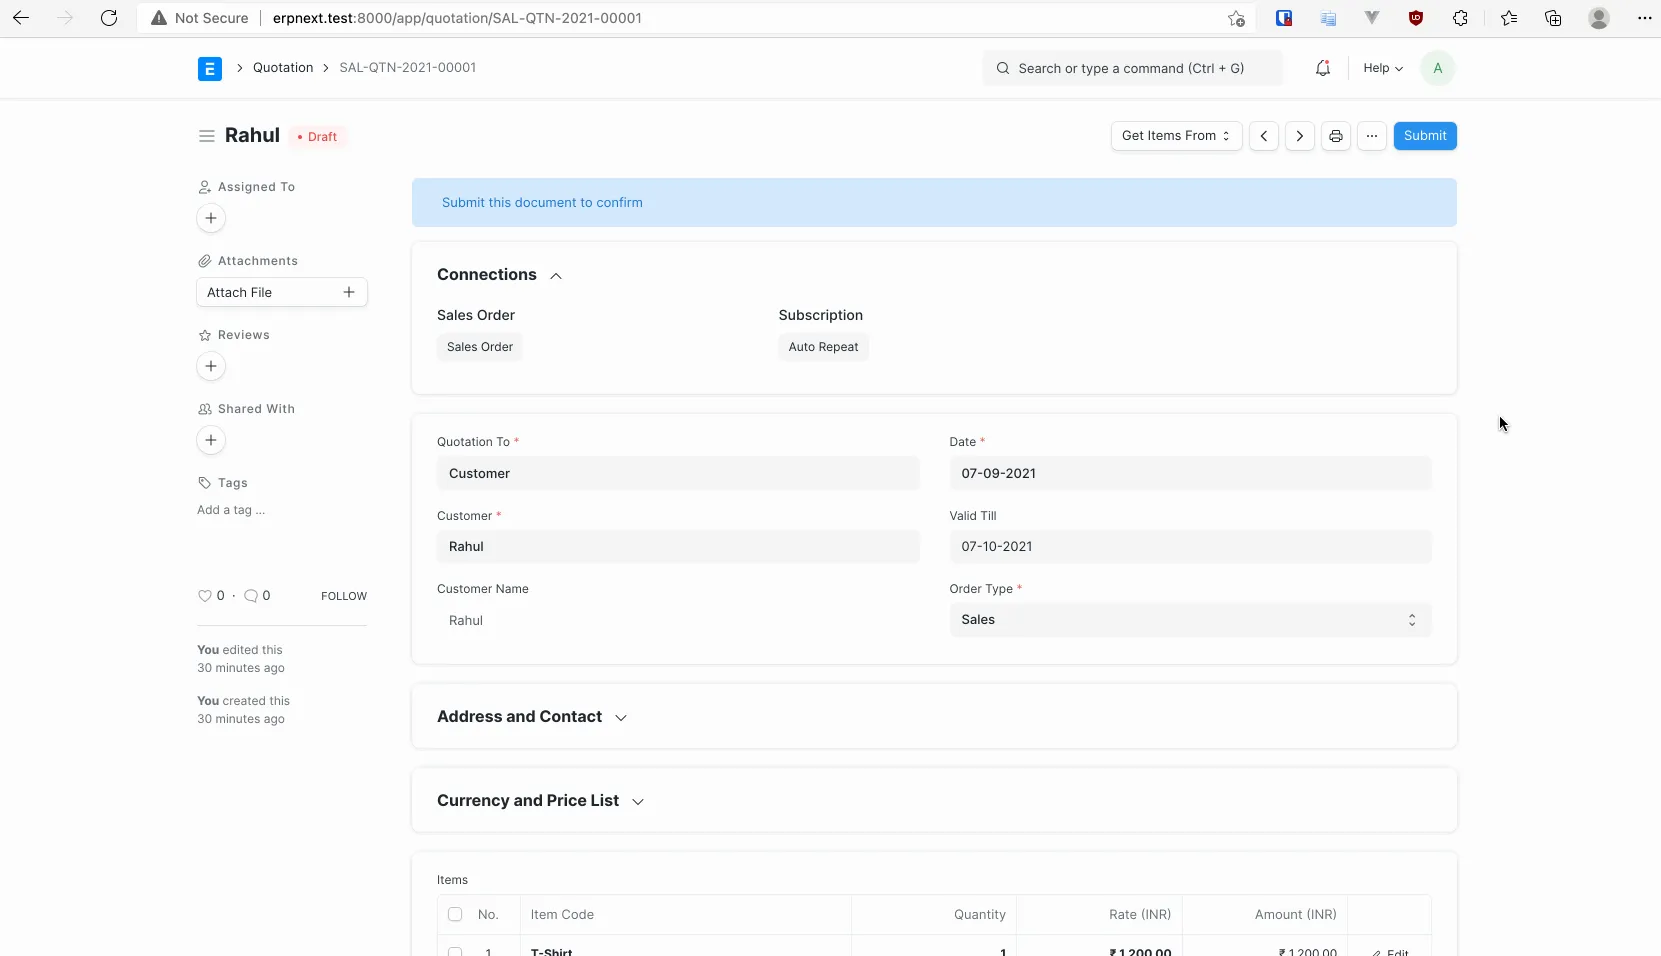 Not Secure erpnext.test:8000/app/quotation/SAL-QTN-2021-00001
E Quotation SAL-QTN-2021-00001 Search or type a command (Ctrl + G) Help A
Rahul • Draft Get Items From ... Submit
Assigned To
Submit this document to confirm
Attachments
Attach File
Reviews
Shared With
Tags
Add a tag ...
0 · 0 FOLLOW
You edited this
30 minutes ago
You created this
30 minutes ago
Connections
Sales Order Subscription
Sales Order Auto Repeat
Quotation To * Date *
Customer 07-09-2021
Customer * Valid Till
Rahul 07-10-2021
Customer Name Order Type *
Rahul Sales
Address and Contact
Currency and Price List
Items
No. Item Code Quantity Rate (INR) Amount (INR)
1 T-Shirt 1 ₹ 1,200.00 ₹ 1,200.00 Edit